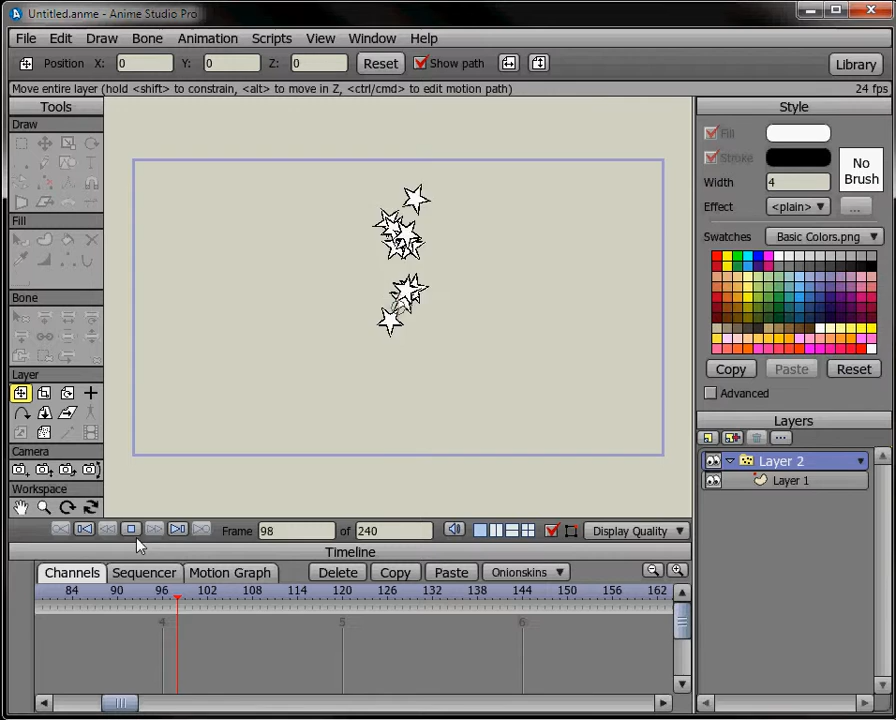 Untitled.anme - Anime Studio Pro
File Edit Draw Bone Animation Scripts View Window Help
Position X: 0 Y: 0 Z: 0 Reset Show path Library
Move entire layer (hold <shift> to constrain, <alt> to move in Z, <ctrl/cmd> to edit motion path) 24 fps
Tools
Draw
Fill
Bone
Layer
Camera
Workspace
Style
Fill
Stroke
No Brush
Width 4
Effect <plain> ...
Swatches Basic Colors.png
Copy Paste Reset
Advanced
Layers
Layer 2
Layer 1
Frame 98 of 240 Display Quality
Timeline
Channels Sequencer Motion Graph Delete Copy Paste Onionskins
84 90 96 102 108 114 120 126 132 138 144 150 156 162
4 5 6